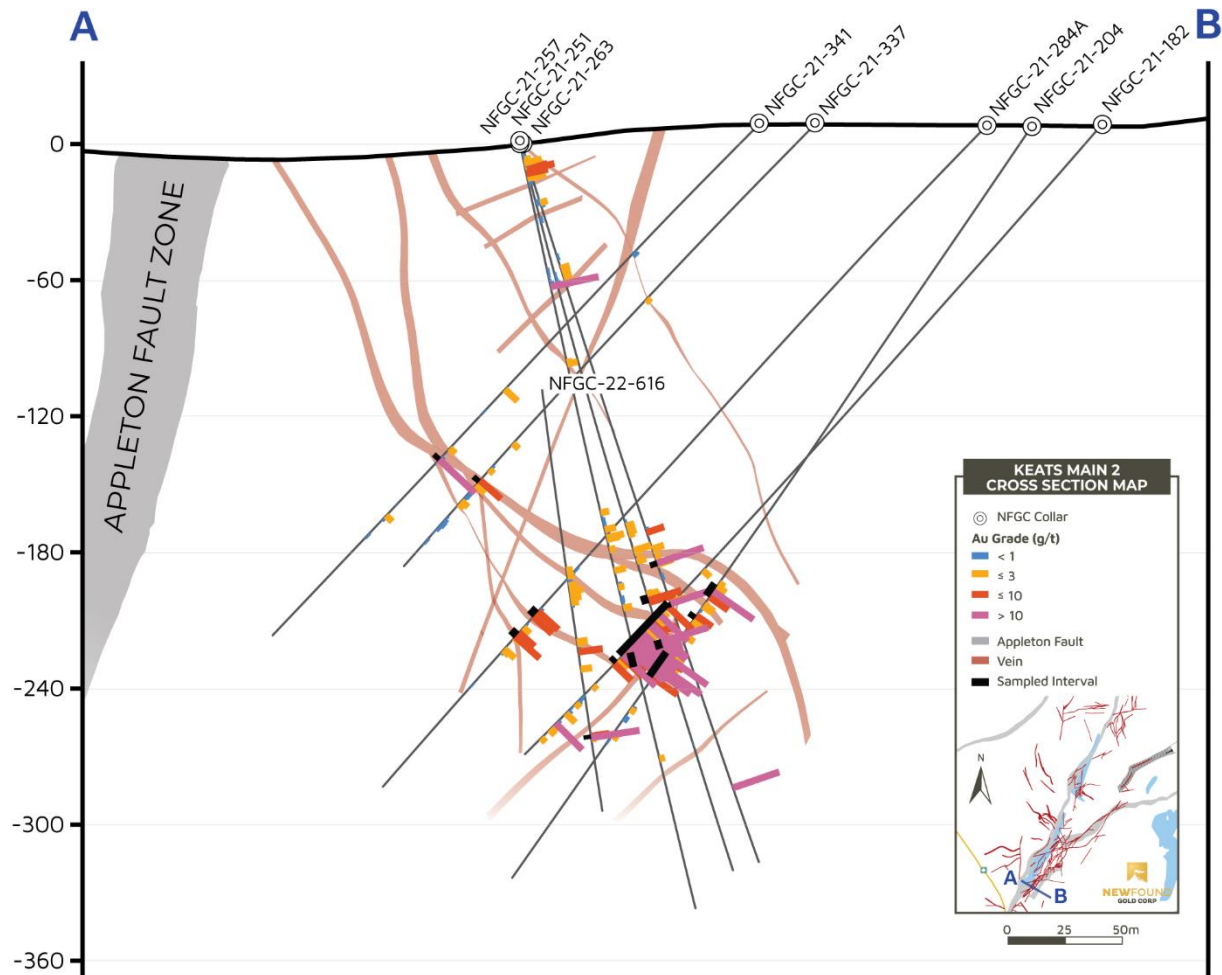 A
B
NFGC-21-257
NFGC-21-251
NFGC-21-263
NFGC-21-341
NFGC-21-337
NFGC-21-284A
NFGC-21-204
NFGC-21-182
0
-60
-120
-180
-240
-300
-360
APPLETON FAULT ZONE
NFGC-22-616
KEATS MAIN 2
CROSS SECTION MAP
NFGC Collar
Au Grade (g/t)
< 1
≤ 3
≤ 10
> 10
Appleton Fault
Vein
Sampled Interval
N
A
B
NEWFOUND
GOLD CORP
0 25 50m